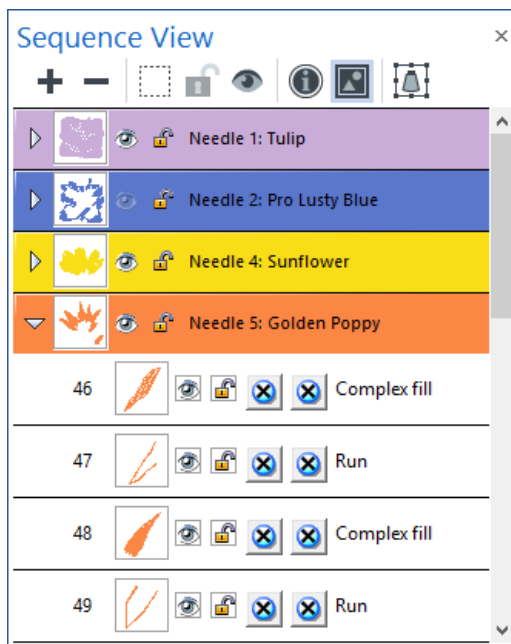 Sequence View
Needle 1: Tulip
Needle 2: Pro Lusty Blue
Needle 4: Sunflower
Needle 5: Golden Poppy
46 Complex fill
47 Run
48 Complex fill
49 Run